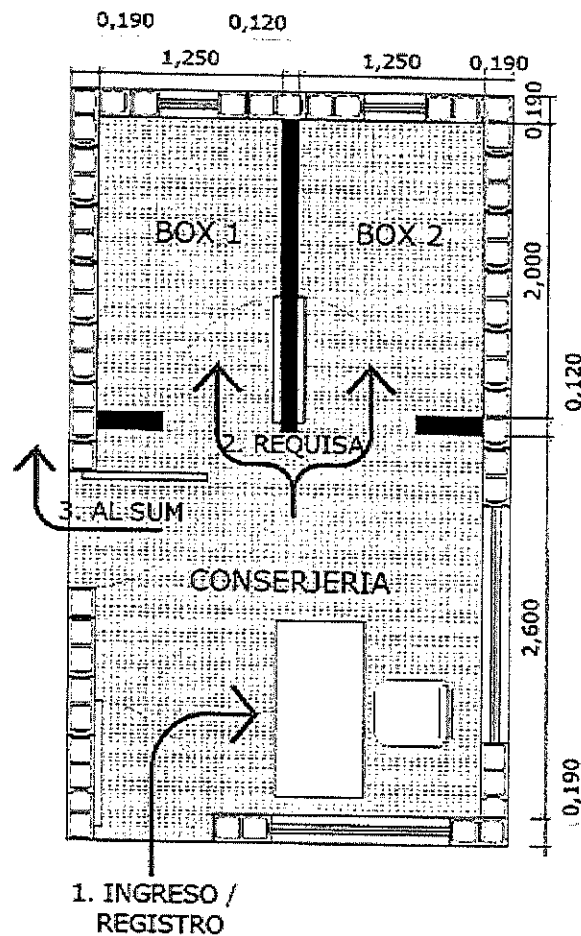 0,190
0,120
1,250
1,250
0,190
0,190
BOX 1
BOX 2
2,000
0,120
2. REQUISA
3. AL SUM
CONSERJERIA
2,600
0,190
1. INGRESO /
REGISTRO